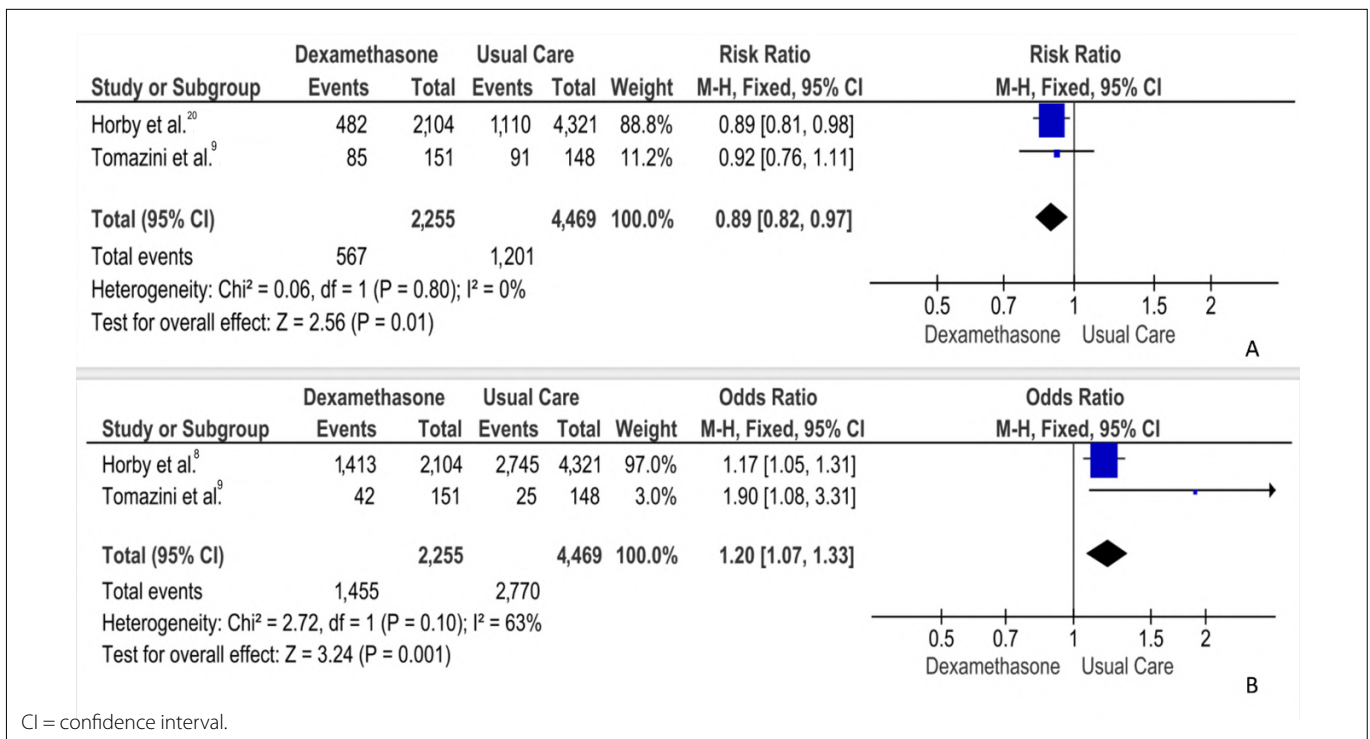 Dexamethasone Usual Care Risk Ratio Risk Ratio
Study or Subgroup Events Total Events Total Weight M-H, Fixed, 95% CI M-H, Fixed, 95% CI
Horby et al.20 482 2,104 1,110 4,321 88.8% 0.89 [0.81, 0.98]
Tomazini et al.9 85 151 91 148 11.2% 0.92 [0.76, 1.11]
Total (95% CI) 2,255 4,469 100.0% 0.89 [0.82, 0.97]
Total events 567 1,201
Heterogeneity: Chi² = 0.06, df = 1 (P = 0.80); I² = 0%
Test for overall effect: Z = 2.56 (P = 0.01)
0.5 0.7 1 1.5 2
Dexamethasone Usual Care
A
Dexamethasone Usual Care Odds Ratio Odds Ratio
Study or Subgroup Events Total Events Total Weight M-H, Fixed, 95% CI M-H, Fixed, 95% CI
Horby et al.8 1,413 2,104 2,745 4,321 97.0% 1.17 [1.05, 1.31]
Tomazini et al.9 42 151 25 148 3.0% 1.90 [1.08, 3.31]
Total (95% CI) 2,255 4,469 100.0% 1.20 [1.07, 1.33]
Total events 1,455 2,770
Heterogeneity: Chi² = 2.72, df = 1 (P = 0.10); I² = 63%
Test for overall effect: Z = 3.24 (P = 0.001)
0.5 0.7 1 1.5 2
Dexamethasone Usual Care
B
CI = confidence interval.